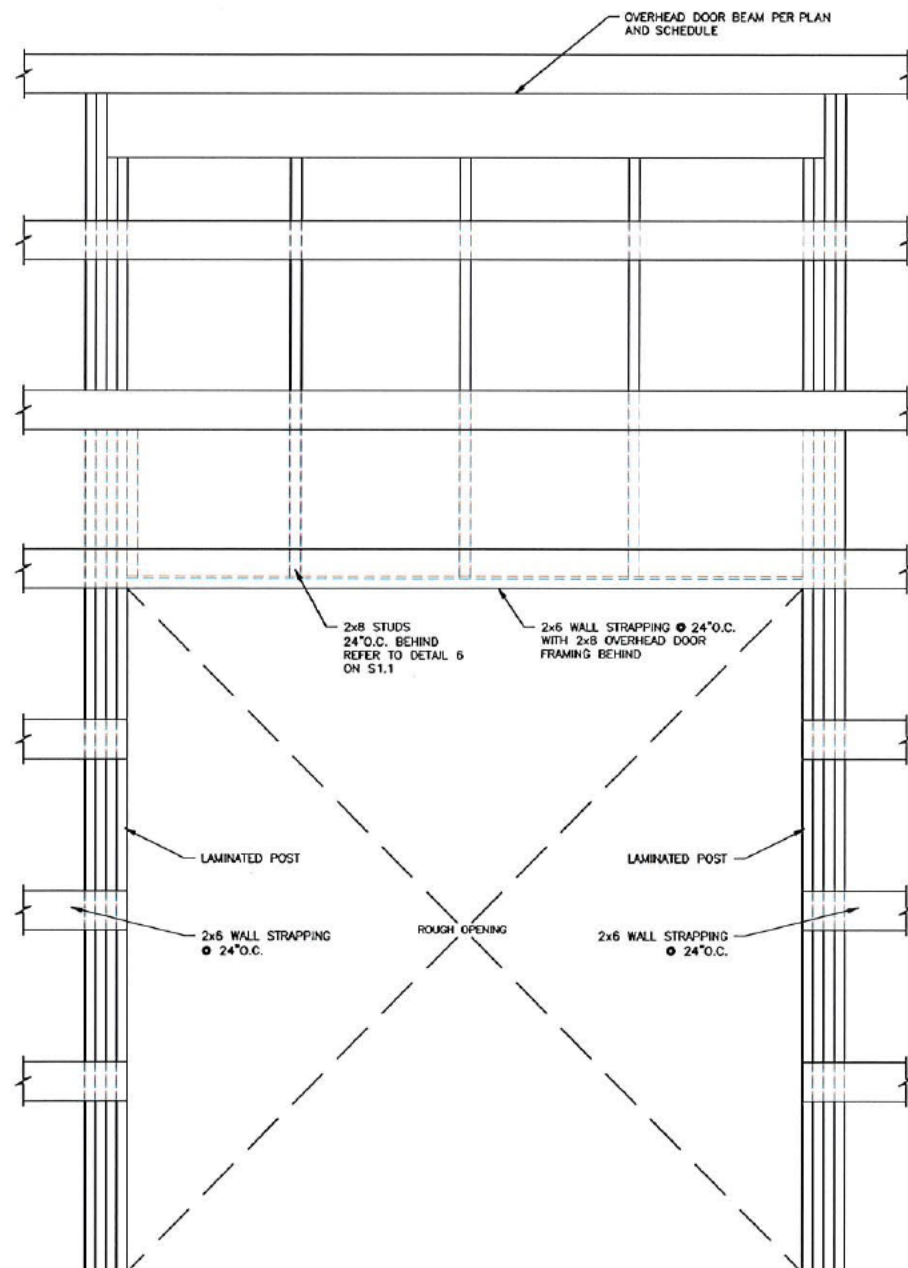 OVERHEAD DOOR BEAM PER PLAN
AND SCHEDULE
2x8 STUDS
24"O.C. BEHIND
REFER TO DETAIL 6
ON S1.1
2x6 WALL STRAPPING @ 24"O.C.
WITH 2x8 OVERHEAD DOOR
FRAMING BEHIND
LAMINATED POST
LAMINATED POST
2x6 WALL STRAPPING
@ 24"O.C.
ROUGH OPENING
2x6 WALL STRAPPING
@ 24"O.C.